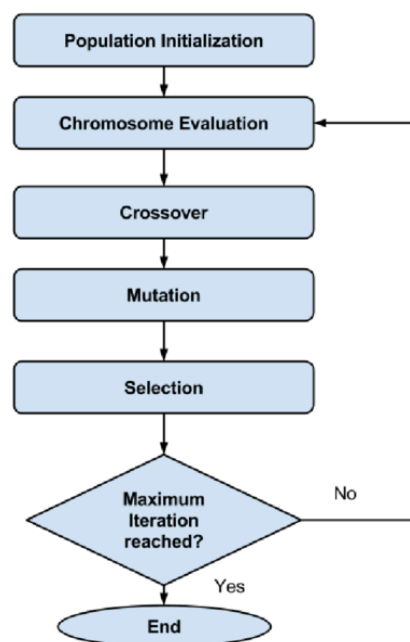 Population Initialization
Chromosome Evaluation
Crossover
Mutation
Selection
Maximum
Iteration
reached?
No
Yes
End